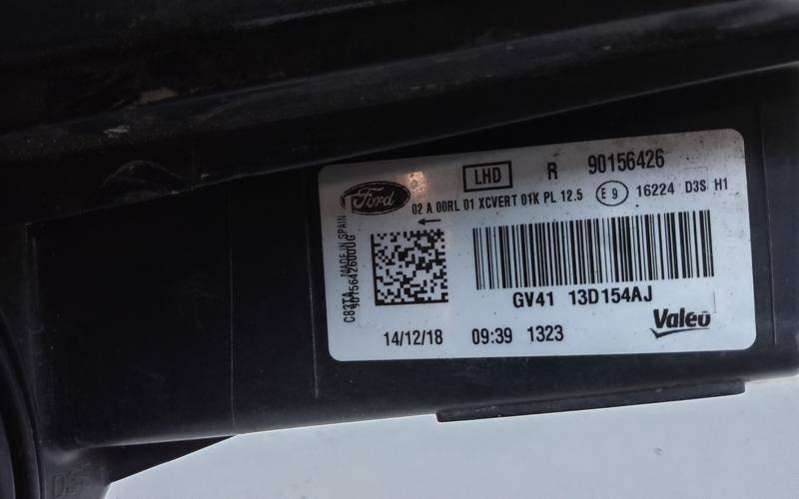 LHD R 90156426
Ford
02 A 00RL 01 XCVERT 01K PL 12.5 E 9 16224 D3S H1
MADE IN SPAIN
GV41 13D154AJ
Valeo
14/12/18 09:39 1323